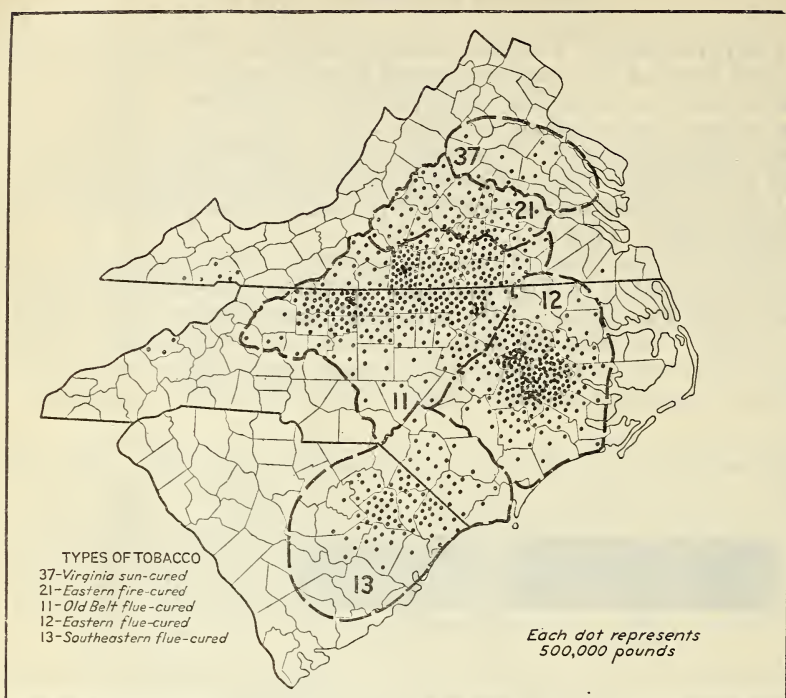 37
21
12
11
13
TYPES OF TOBACCO
37-Virginia sun-cured
21-Eastern fire-cured
11-Old Belt flue-cured
12-Eastern flue-cured
13-Southeastern flue-cured
Each dot represents
500,000 pounds